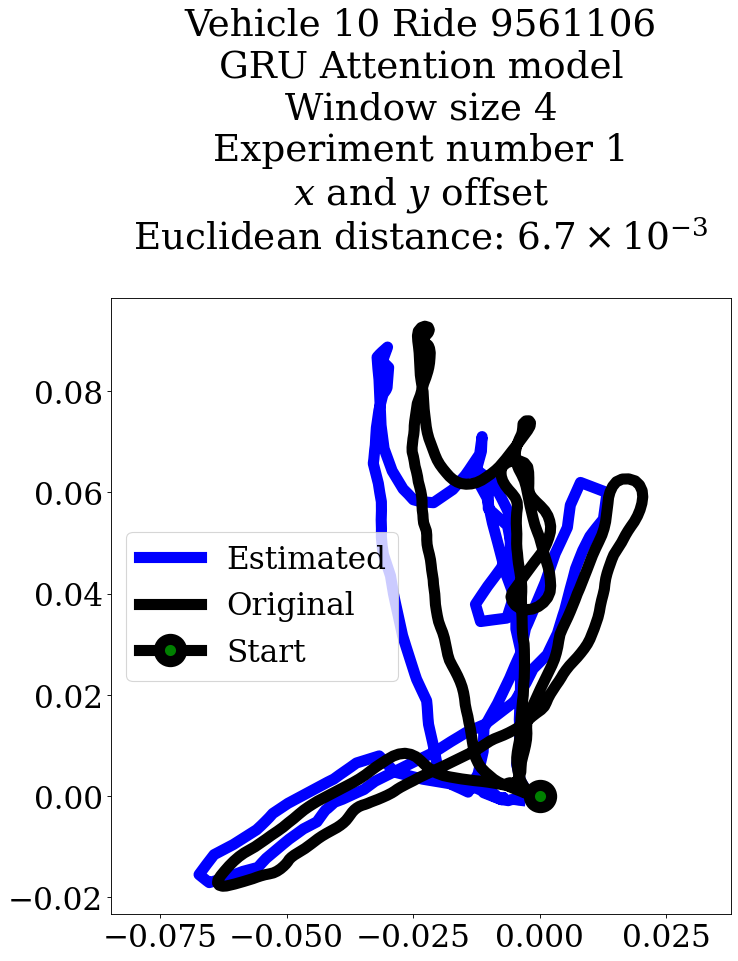 Vehicle 10 Ride 9561106
GRU Attention model
Window size 4
Experiment number 1
x and y offset
Euclidean distance: 6.7 × 10⁻³
0.08
0.06
0.04
0.02
0.00
−0.02
Estimated
Original
Start
−0.075 −0.050 −0.025 0.000 0.025